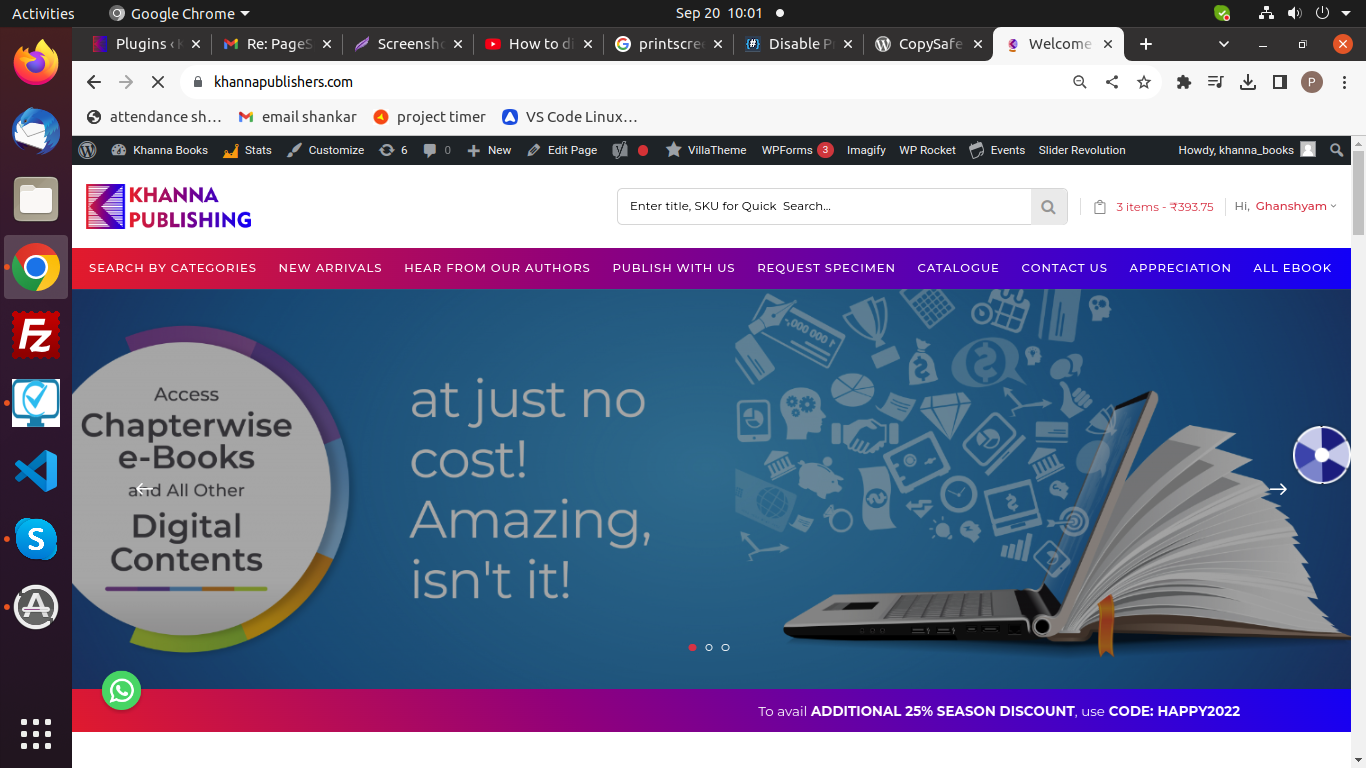 Activities
Google Chrome
Sep 20 10:01
Plugins ‹ K
Re: PageS
Screensho
How to di
printscree
Disable Pr
CopySafe
Welcome
khannapublishers.com
P
attendance sh…
email shankar
project timer
VS Code Linux…
Khanna Books
Stats
Customize
6
0
New
Edit Page
VillaTheme
WPForms 3
Imagify
WP Rocket
Events
Slider Revolution
Howdy, khanna_books
KHANNA
PUBLISHING
Enter title, SKU for Quick Search...
3 items - ₹393.75
Hi, Ghanshyam
SEARCH BY CATEGORIES
NEW ARRIVALS
HEAR FROM OUR AUTHORS
PUBLISH WITH US
REQUEST SPECIMEN
CATALOGUE
CONTACT US
APPRECIATION
ALL EBOOK
Access
Chapterwise
e-Books
and All Other
Digital
Contents
at just no
cost!
Amazing,
isn't it!
To avail ADDITIONAL 25% SEASON DISCOUNT, use CODE: HAPPY2022